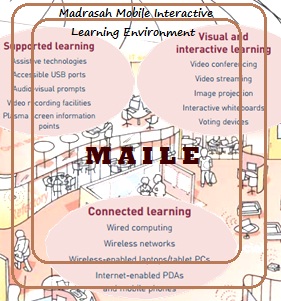 Madrasah Mobile Interactive
Learning Environment
Supported learning
Assistive technologies
Accessible USB ports
Audio-visual prompts
Video recording facilities
Plasma screen information
points
Visual and
interactive learning
Video conferencing
Video streaming
Image projection
Interactive whiteboards
Voting devices
MAILE
Connected learning
Wired computing
Wireless networks
Wireless-enabled laptops/tablet PCs
Internet-enabled PDAs
and mobile phones